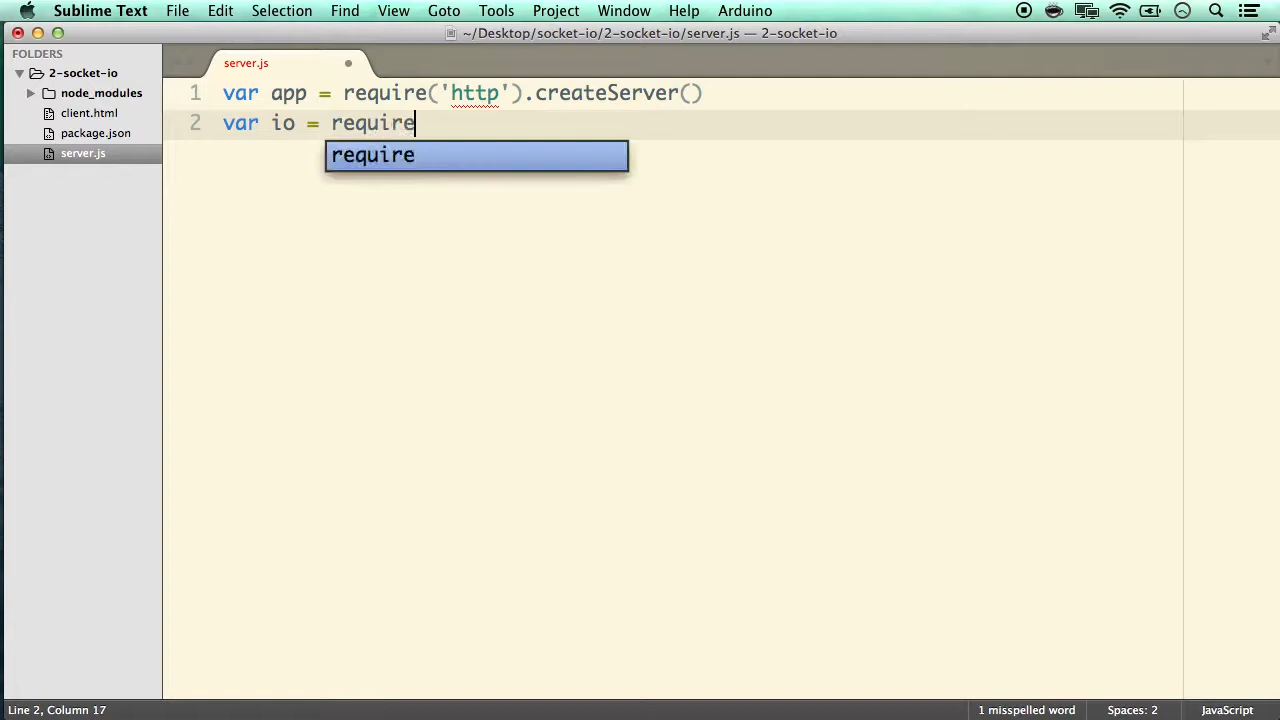 Sublime Text File Edit Selection Find View Goto Tools Project Window Help Arduino
~/Desktop/socket-io/2-socket-io/server.js — 2-socket-io
FOLDERS
2-socket-io
node_modules
client.html
package.json
server.js
server.js
1 var app = require('http').createServer()
2 var io = require
require
Line 2, Column 17 1 misspelled word Spaces: 2 JavaScript